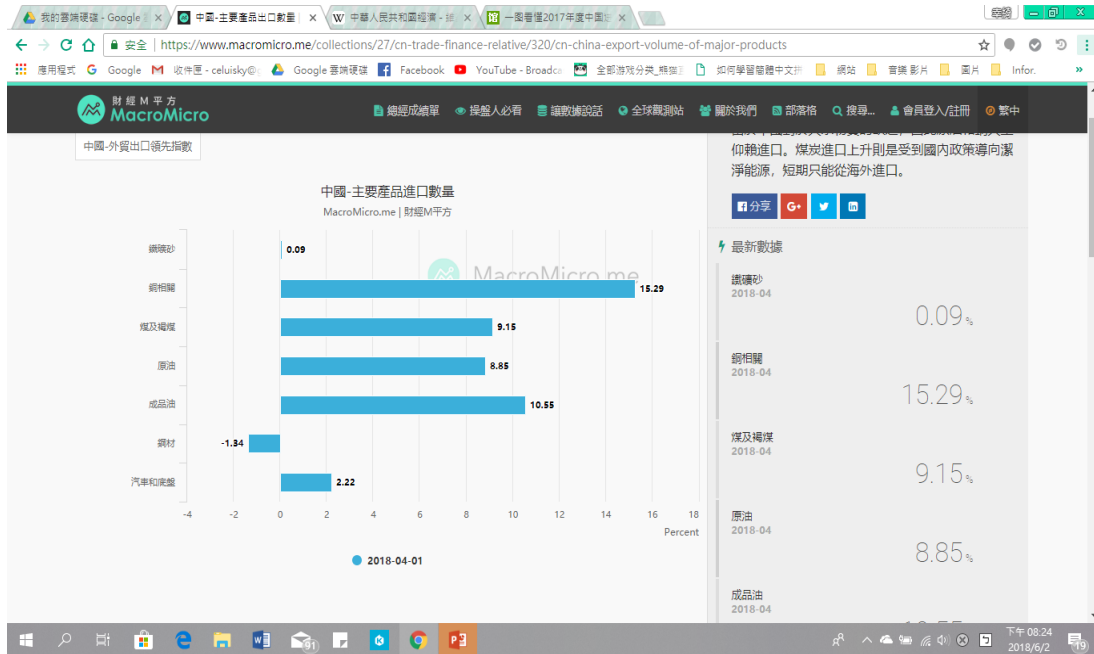 我的雲端硬碟 - Google
中國-主要產品出口數量
中華人民共和國經濟 -
一图看懂2017年度中国
安全
https://www.macromicro.me/collections/27/cn-trade-finance-relative/320/cn-china-export-volume-of-major-products
應用程式
Google
收件匣 - celuisky@
Google 雲端硬碟
Facebook
YouTube - Broadca
全部游戏分类_熊猫
如何學習簡體中文拼
網站
音樂 影片
圖片
Infor.
»
財經M平方
MacroMicro
總經成績單
操盤人必看
讓數據說話
全球觀測站
關於我們
部落格
搜尋...
會員登入/註冊
繁中
中國-外貿出口領先指數
中國-主要產品進口數量
MacroMicro.me | 財經M平方
MacroMicro.me
鐵礦砂
0.09
銅相關
15.29
煤及褐煤
9.15
原油
8.85
成品油
10.55
鋼材
-1.34
汽車和底盤
2.22
-4 -2 0 2 4 6 8 10 12 14 16 18
Percent
2018-04-01
仰賴進口。煤炭進口上升則是受到國內政策導向潔
淨能源，短期只能從海外進口。
分享
G+
最新數據
鐵礦砂
2018-04
0.09%
銅相關
2018-04
15.29%
煤及褐煤
2018-04
9.15%
原油
2018-04
8.85%
成品油
2018-04
91
下午 08:24
2018/6/2
19